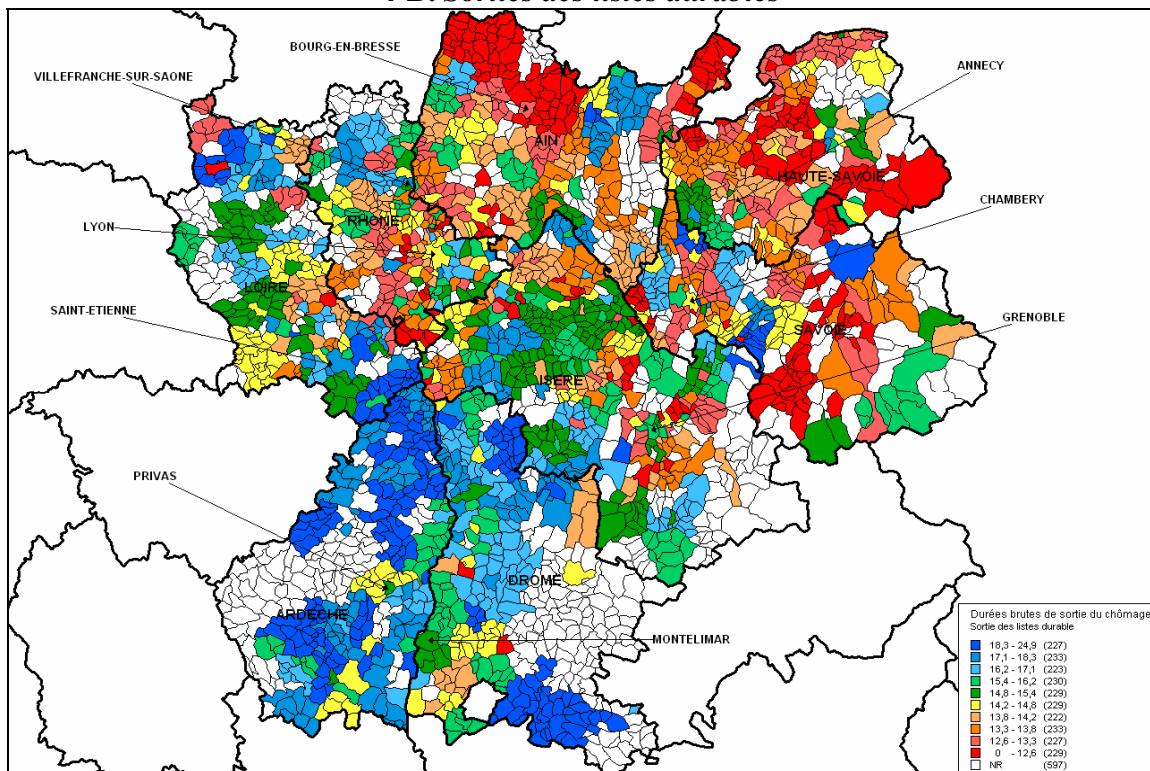 BOURG-EN-BRESSE
VILLEFRANCHE-SUR-SAONE
ANNECY
AIN
HAUTE-SAVOIE
CHAMBERY
RHONE
LYON
LOIRE
SAINT-ETIENNE
GRENOBLE
SAVOIE
ISERE
PRIVAS
DROME
ARDECHE
MONTELIMAR
Durées brutes de sortie du chômage
Sortie des listes durable
18,3 - 24,9 (227)
17,1 - 18,3 (233)
16,2 - 17,1 (223)
15,4 - 16,2 (230)
14,8 - 15,4 (229)
14,2 - 14,8 (229)
13,8 - 14,2 (222)
13,3 - 13,8 (233)
12,6 - 13,3 (227)
0 - 12,6 (229)
NR (597)